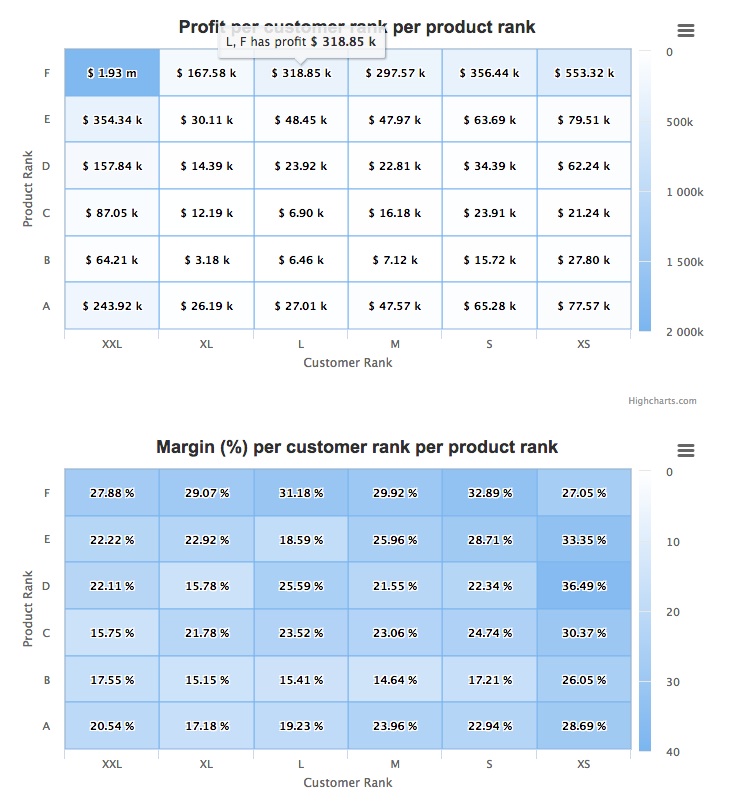 Profit per customer rank per product rank
L, F has profit $ 318.85 k
Product Rank
F $ 1.93 m $ 167.58 k $ 318.85 k $ 297.57 k $ 356.44 k $ 553.32 k
E $ 354.34 k $ 30.11 k $ 48.45 k $ 47.97 k $ 63.69 k $ 79.51 k
D $ 157.84 k $ 14.39 k $ 23.92 k $ 22.81 k $ 34.39 k $ 62.24 k
C $ 87.05 k $ 12.19 k $ 6.90 k $ 16.18 k $ 23.91 k $ 21.24 k
B $ 64.21 k $ 3.18 k $ 6.46 k $ 7.12 k $ 15.72 k $ 27.80 k
A $ 243.92 k $ 26.19 k $ 27.01 k $ 47.57 k $ 65.28 k $ 77.57 k
XXL XL L M S XS
Customer Rank
0
500k
1 000k
1 500k
2 000k
Highcharts.com
Margin (%) per customer rank per product rank
Product Rank
F 27.88 % 29.07 % 31.18 % 29.92 % 32.89 % 27.05 %
E 22.22 % 22.92 % 18.59 % 25.96 % 28.71 % 33.35 %
D 22.11 % 15.78 % 25.59 % 21.55 % 22.34 % 36.49 %
C 15.75 % 21.78 % 23.52 % 23.06 % 24.74 % 30.37 %
B 17.55 % 15.15 % 15.41 % 14.64 % 17.21 % 26.05 %
A 20.54 % 17.18 % 19.23 % 23.96 % 22.94 % 28.69 %
XXL XL L M S XS
Customer Rank
0
10
20
30
40